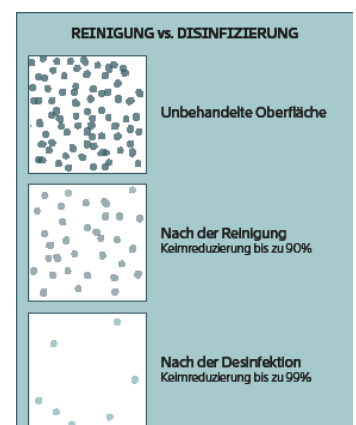 REINIGUNG vs. DISINFIZIERUNG
Unbehandelte Oberfläche
Nach der Reinigung
Keimreduzierung bis zu 90%
Nach der Desinfektion
Keimreduzierung bis zu 99%